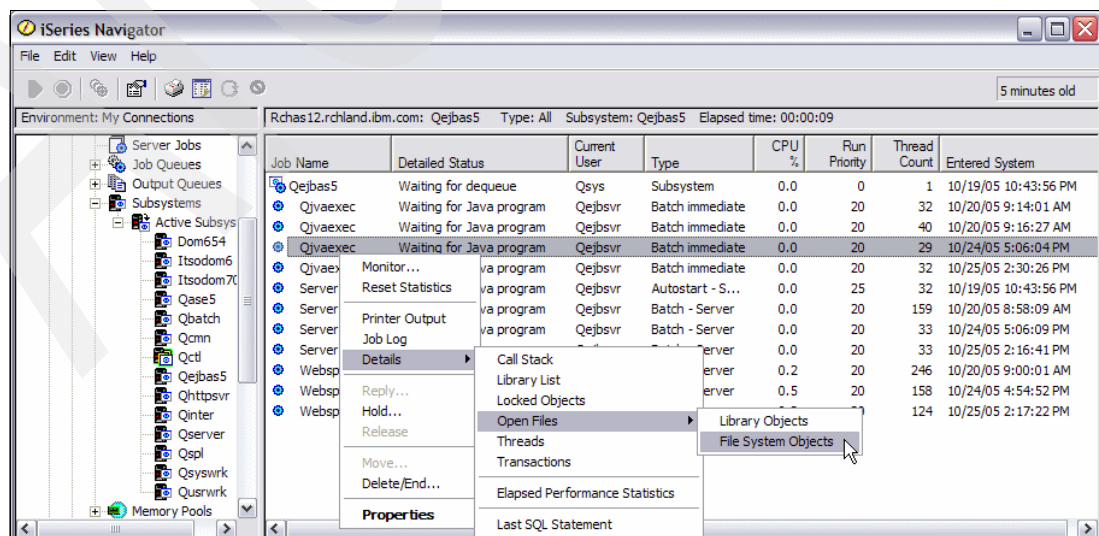 iSeries Navigator
File Edit View Help
5 minutes old
Environment: My Connections
Rchas12.rchland.ibm.com: Qejbas5 Type: All Subsystem: Qejbas5 Elapsed time: 00:00:09
Server Jobs
Job Queues
Output Queues
Subsystems
Active Subsys
Dom654
Itsodom6
Itsodom70
Qase5
Qbatch
Qcmn
Qctl
Qejbas5
Qhttpsvr
Qinter
Qserver
Qspl
Qsyswrk
Qusrwrk
Memory Pools
Job Name Detailed Status Current User Type CPU % Run Priority Thread Count Entered System
Qejbas5 Waiting for dequeue Qsys Subsystem 0.0 0 1 10/19/05 10:43:56 PM
Qjvaexec Waiting for Java program Qejbsvr Batch immediate 0.0 20 32 10/20/05 9:14:01 AM
Qjvaexec Waiting for Java program Qejbsvr Batch immediate 0.0 20 40 10/20/05 9:16:27 AM
Qjvaexec Waiting for Java program Qejbsvr Batch immediate 0.0 20 29 10/24/05 5:06:04 PM
Qjvaex va program Qejbsvr Batch immediate 0.0 20 32 10/25/05 2:30:26 PM
Server va program Qejbsvr Autostart - S... 0.0 25 32 10/19/05 10:43:56 PM
Server va program Qejbsvr Batch - Server 0.0 20 159 10/20/05 8:58:09 AM
Server va program Qejbsvr Batch - Server 0.0 20 33 10/24/05 5:06:09 PM
Server erver 0.0 20 33 10/25/05 2:16:41 PM
Websp erver 0.2 20 246 10/20/05 9:00:01 AM
Websp erver 0.5 20 158 10/24/05 4:54:52 PM
Websp 124 10/25/05 2:17:22 PM
Monitor...
Reset Statistics
Printer Output
Job Log
Details
Reply...
Hold...
Release
Move...
Delete/End...
Properties
Call Stack
Library List
Locked Objects
Open Files
Threads
Transactions
Elapsed Performance Statistics
Last SQL Statement
Library Objects
File System Objects